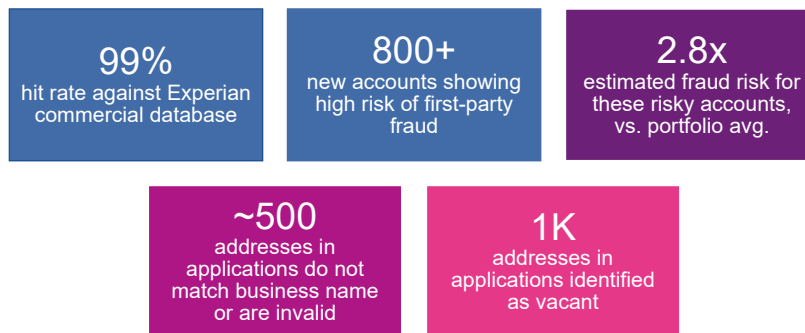 99%
hit rate against Experian
commercial database
800+
new accounts showing
high risk of first-party
fraud
2.8x
estimated fraud risk for
these risky accounts,
vs. portfolio avg.
~500
addresses in
applications do not
match business name
or are invalid
1K
addresses in
applications identified
as vacant